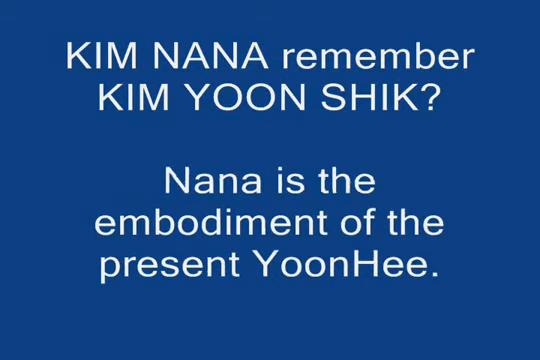 KIM NANA remember
KIM YOON SHIK?
Nana is the
embodiment of the
present YoonHee.